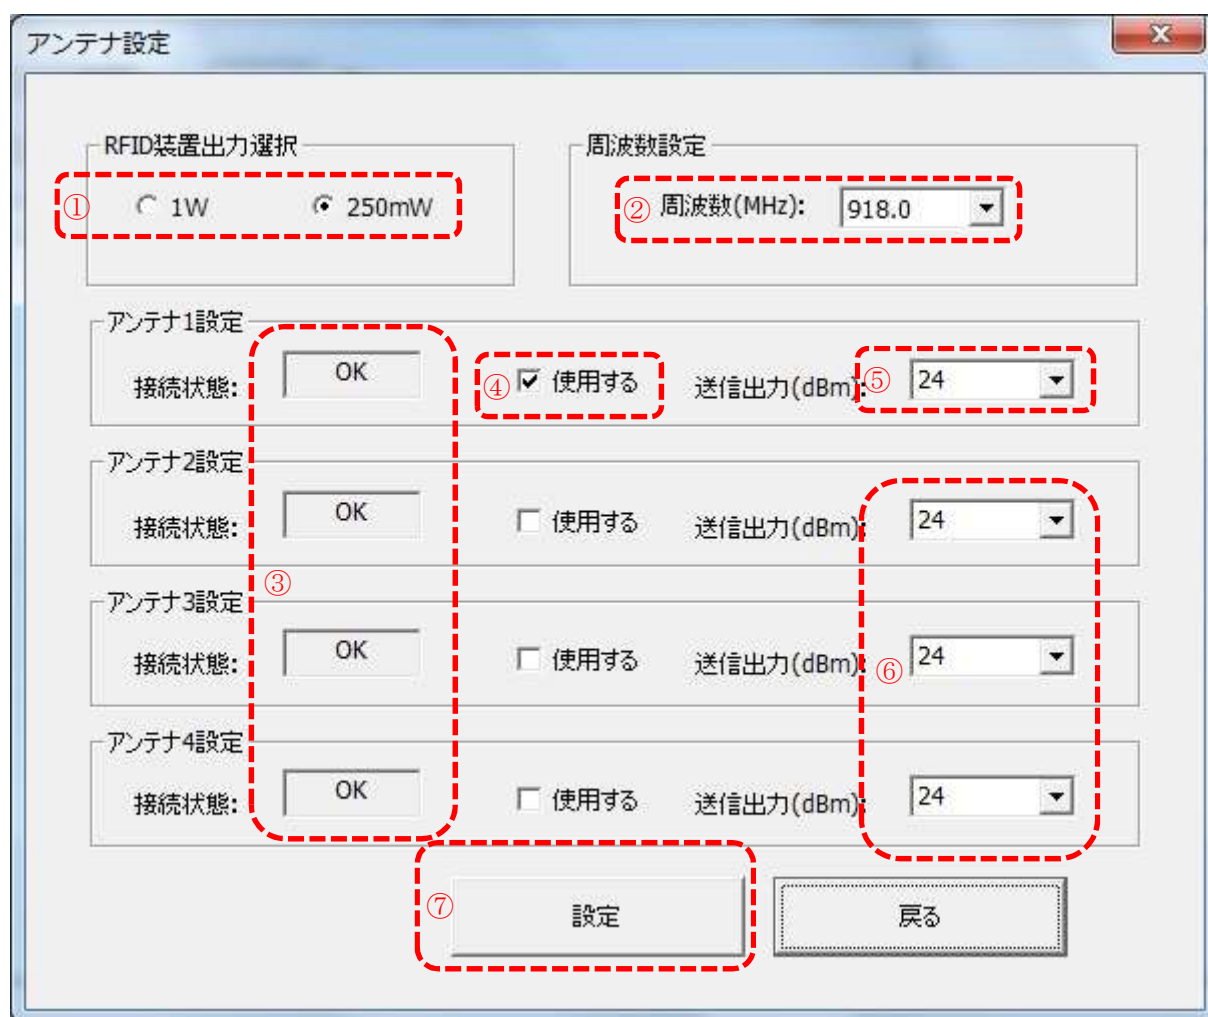 アンテナ設定
RFID装置出力選択
① 1W 250mW
周波数設定
② 周波数(MHz): 918.0
アンテナ1設定
接続状態: OK ④ 使用する 送信出力(dBm): ⑤ 24
アンテナ2設定
接続状態: OK 使用する 送信出力(dBm): 24
③
アンテナ3設定
接続状態: OK 使用する 送信出力(dBm): ⑥ 24
アンテナ4設定
接続状態: OK 使用する 送信出力(dBm): 24
⑦ 設定 戻る